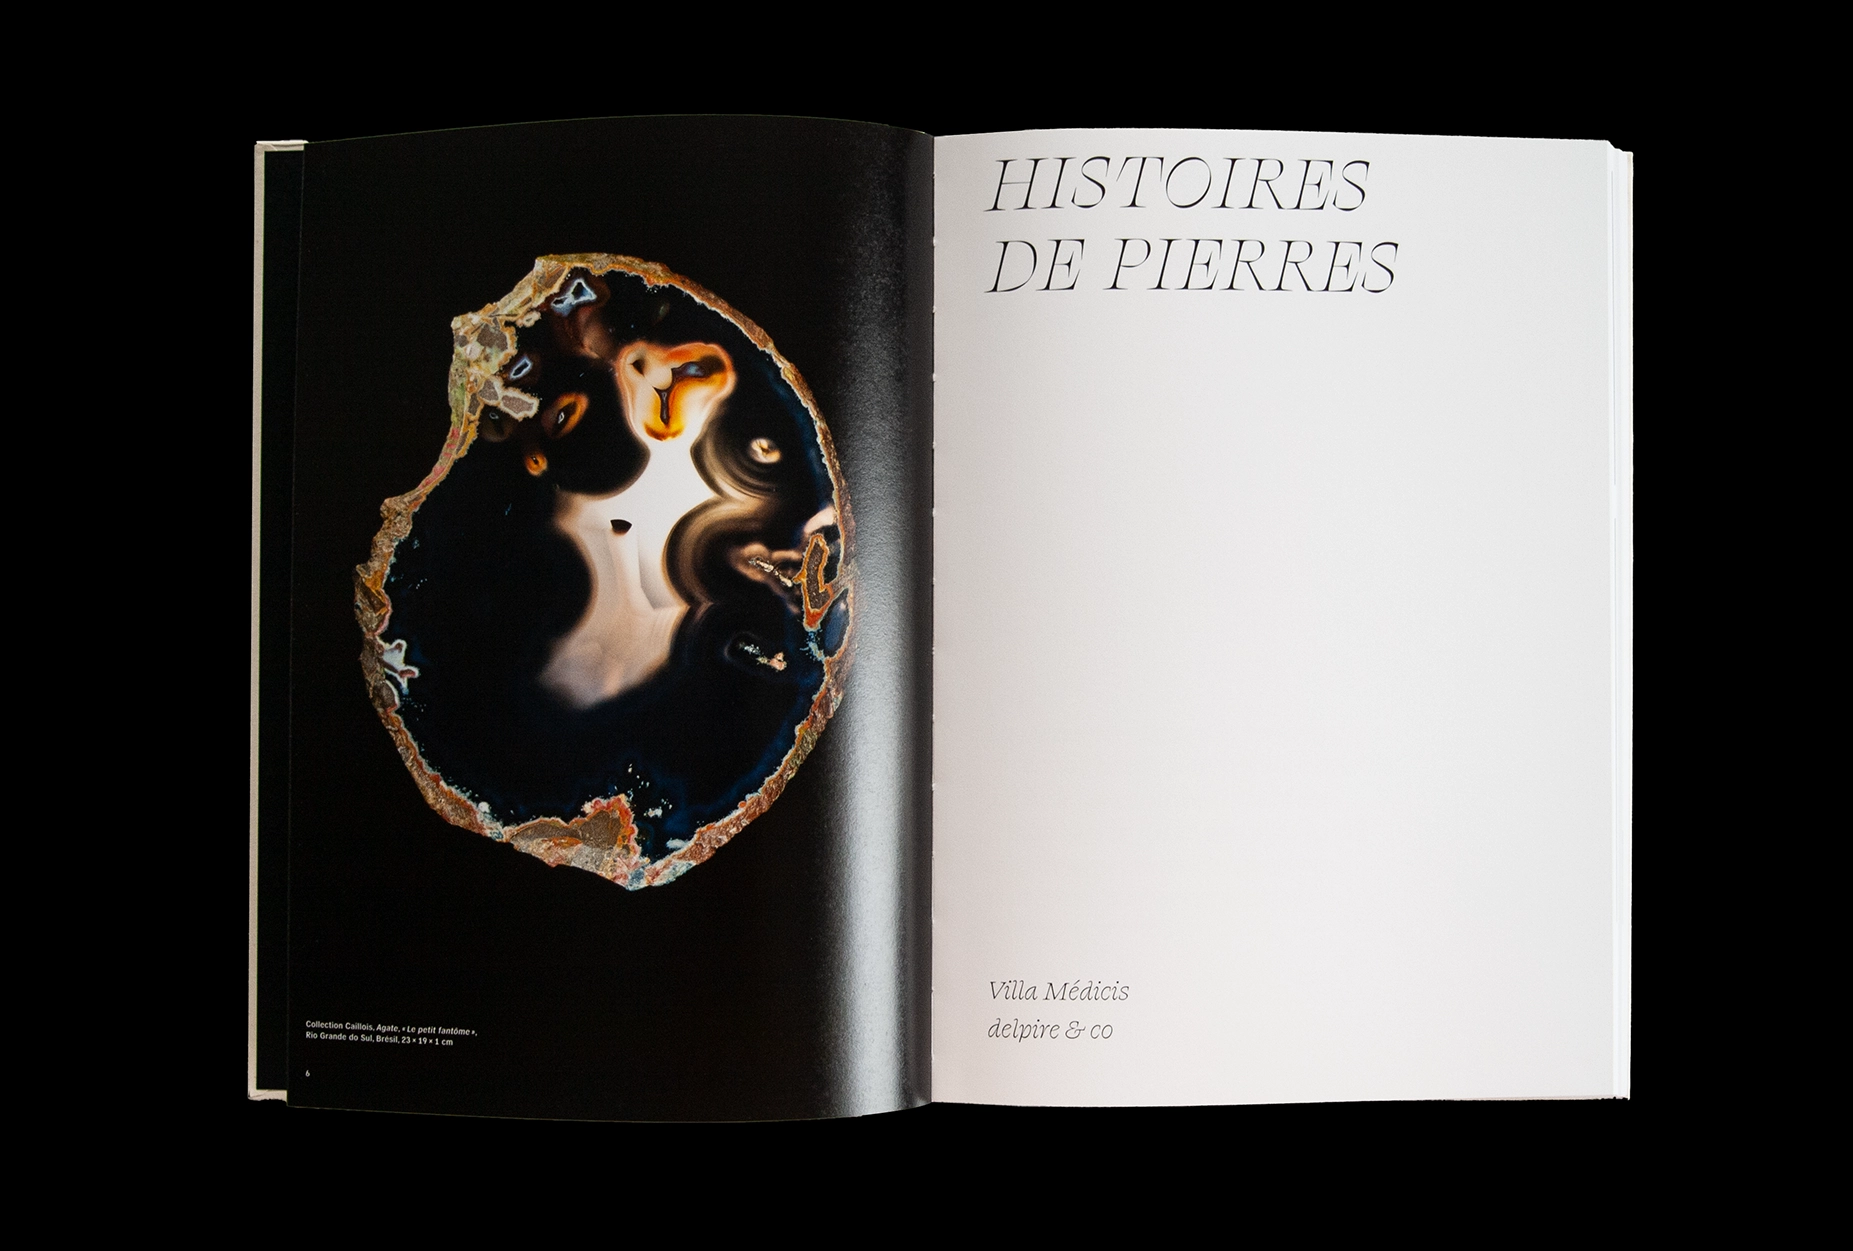 Collection Caillois, Agate, « Le petit fantôme »,
Rio Grande do Sul, Brésil, 23 × 19 × 1 cm
6
HISTOIRES
DE PIERRES
Villa Médicis
delpire & co